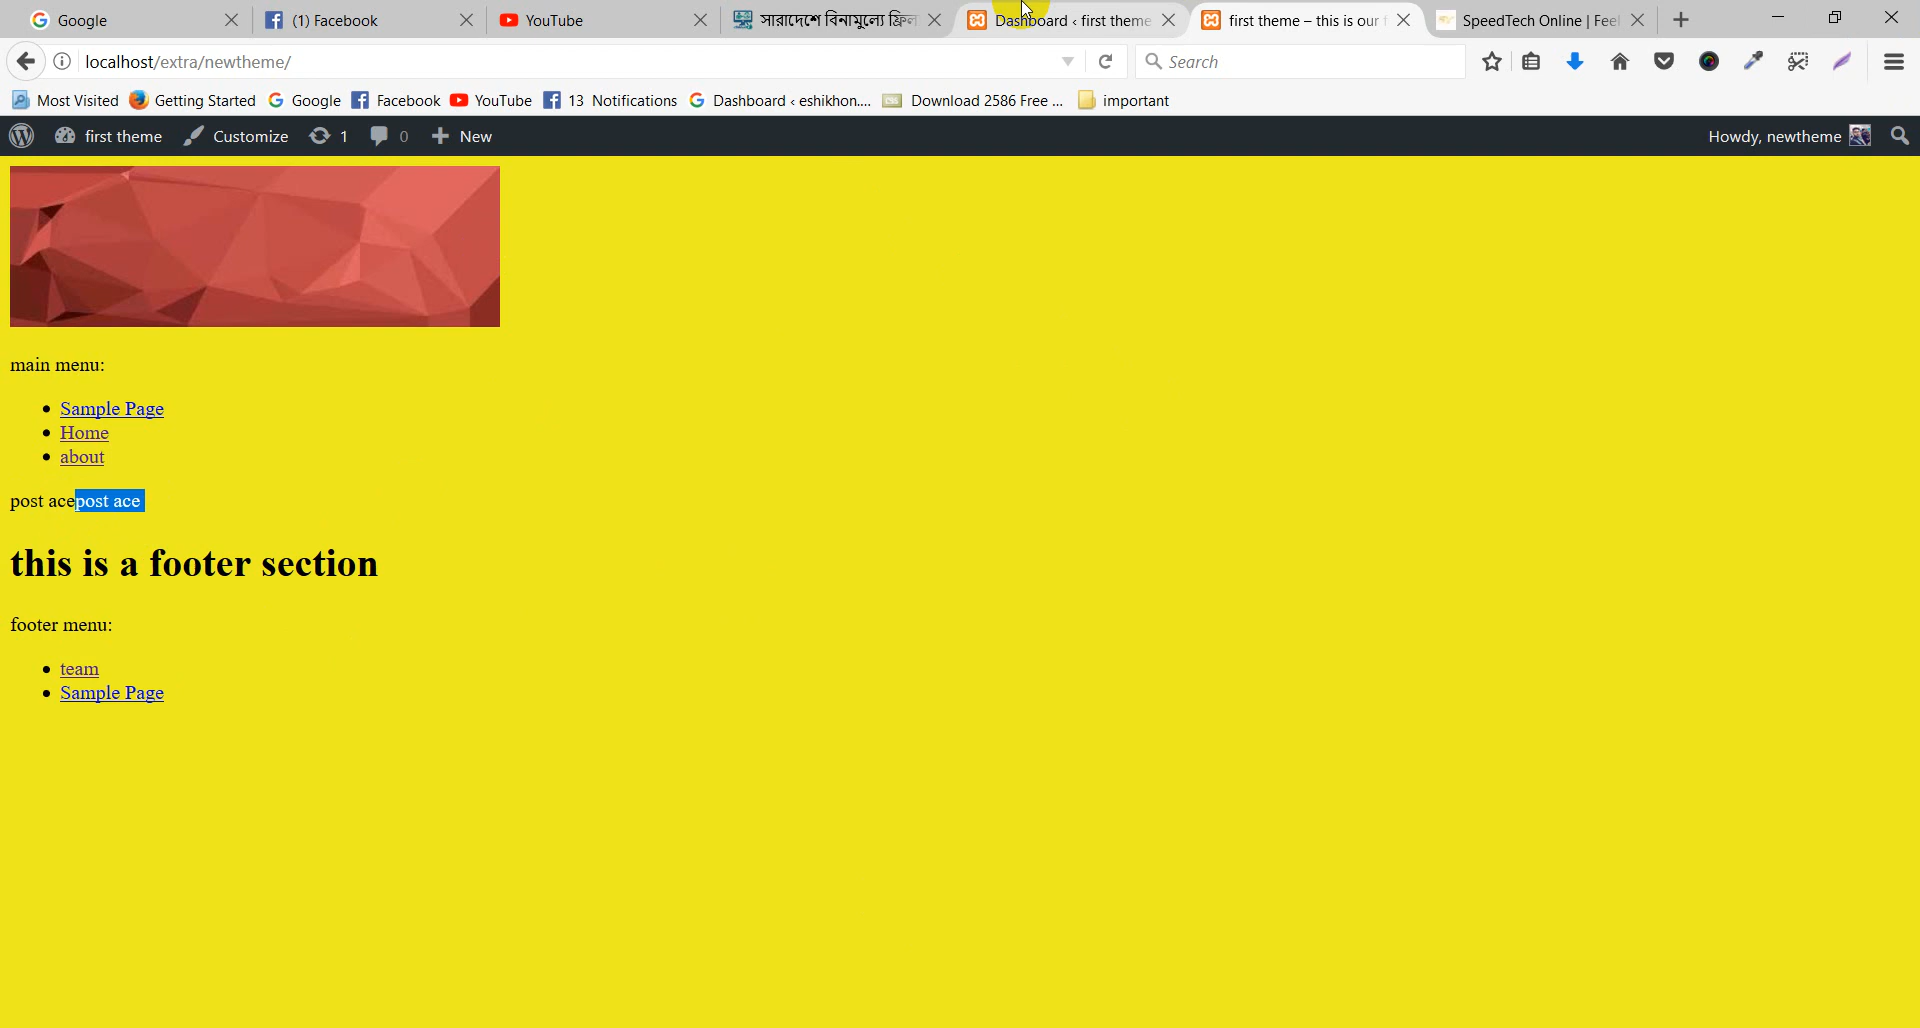 Google
(1) Facebook
YouTube
সারাদেশে বিনামূল্যে ফ্রিল
Dashboard ‹ first theme
first theme – this is our f
SpeedTech Online | Feel
localhost/extra/newtheme/
Search
Most Visited Getting Started Google Facebook YouTube 13 Notifications Dashboard ‹ eshikhon.... CSS Download 2586 Free ... important
first theme Customize 1 0 New Howdy, newtheme
main menu:
Sample Page
Home
about
post acepost ace
this is a footer section
footer menu:
team
Sample Page